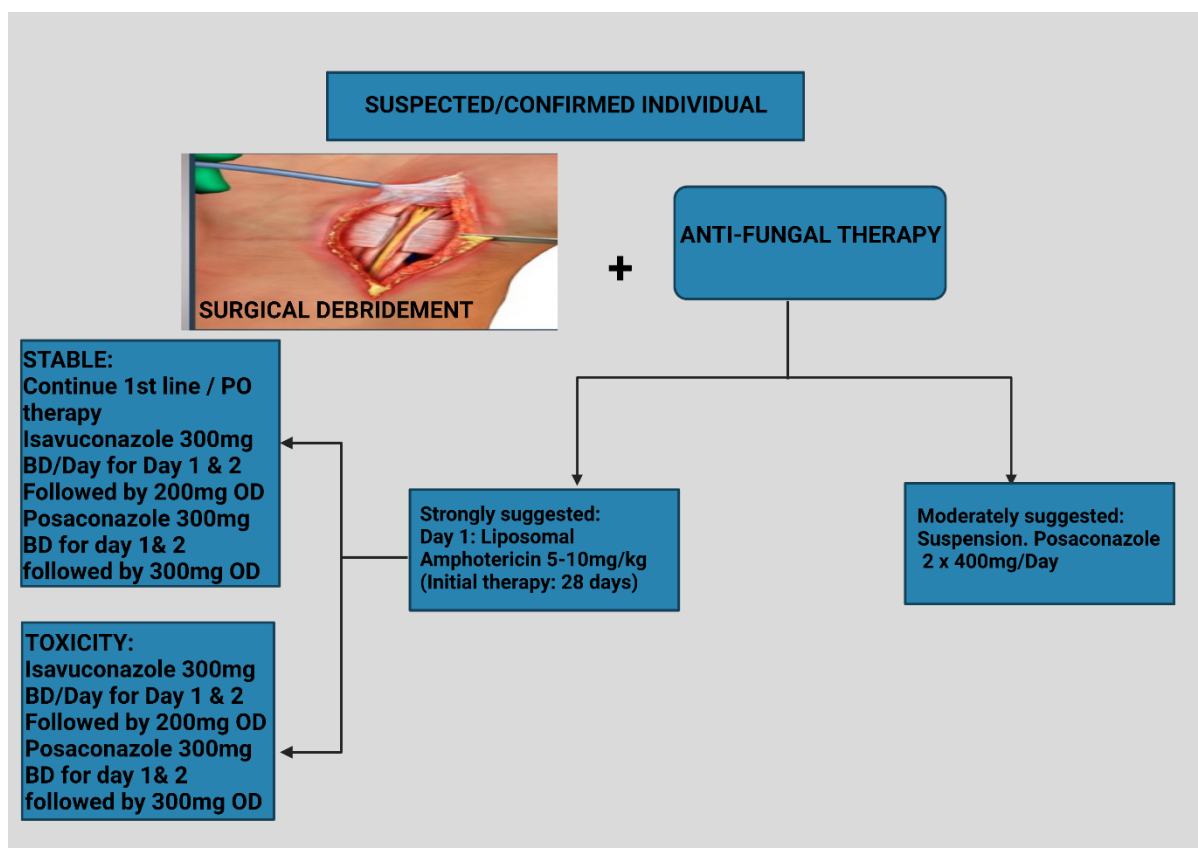 SUSPECTED/CONFIRMED INDIVIDUAL
SURGICAL DEBRIDEMENT
+
ANTI-FUNGAL THERAPY
STABLE:
Continue 1st line / PO
therapy
Isavuconazole 300mg
BD/Day for Day 1 & 2
Followed by 200mg OD
Posaconazole 300mg
BD for day 1& 2
followed by 300mg OD
Strongly suggested:
Day 1: Liposomal
Amphotericin 5-10mg/kg
(Initial therapy: 28 days)
Moderately suggested:
Suspension. Posaconazole
2 x 400mg/Day
TOXICITY:
Isavuconazole 300mg
BD/Day for Day 1 & 2
Followed by 200mg OD
Posaconazole 300mg
BD for day 1& 2
followed by 300mg OD